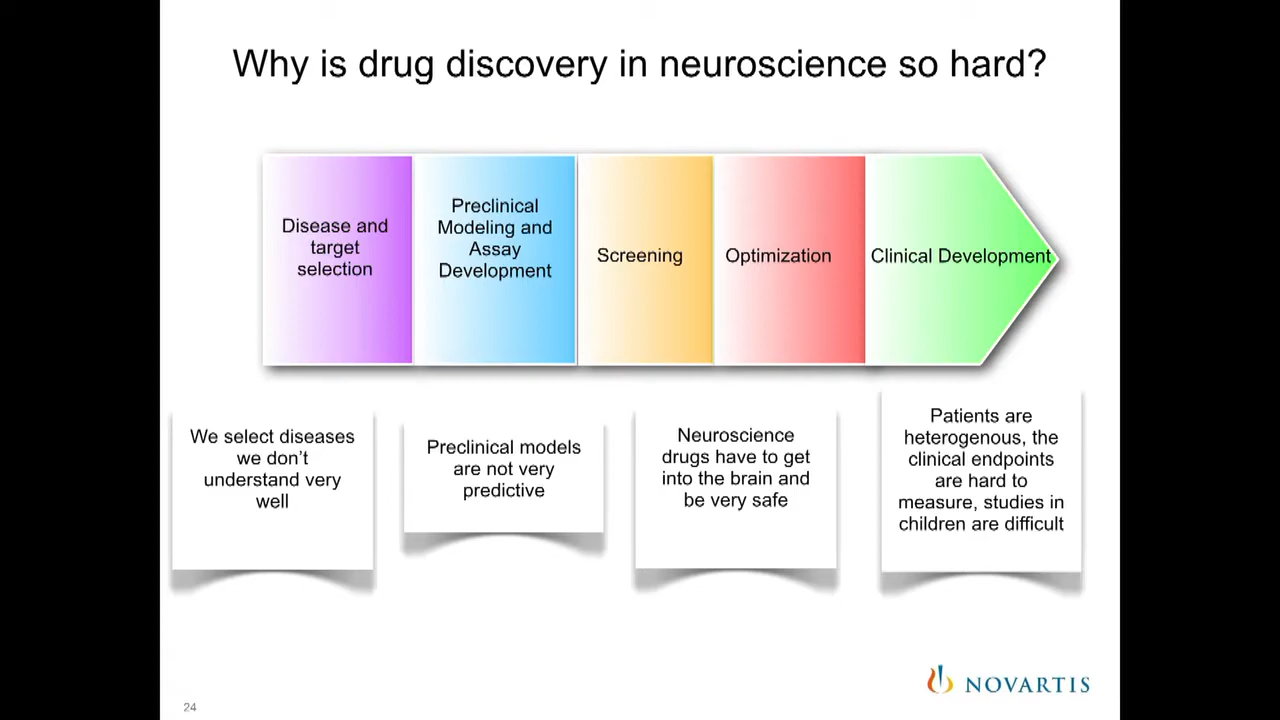 Why is drug discovery in neuroscience so hard?
Disease and
target
selection
Preclinical
Modeling and
Assay
Development
Screening
Optimization
Clinical Development
We select diseases
we don't
understand very
well
Preclinical models
are not very
predictive
Neuroscience
drugs have to get
into the brain and
be very safe
Patients are
heterogenous, the
clinical endpoints
are hard to
measure, studies in
children are difficult
24
NOVARTIS